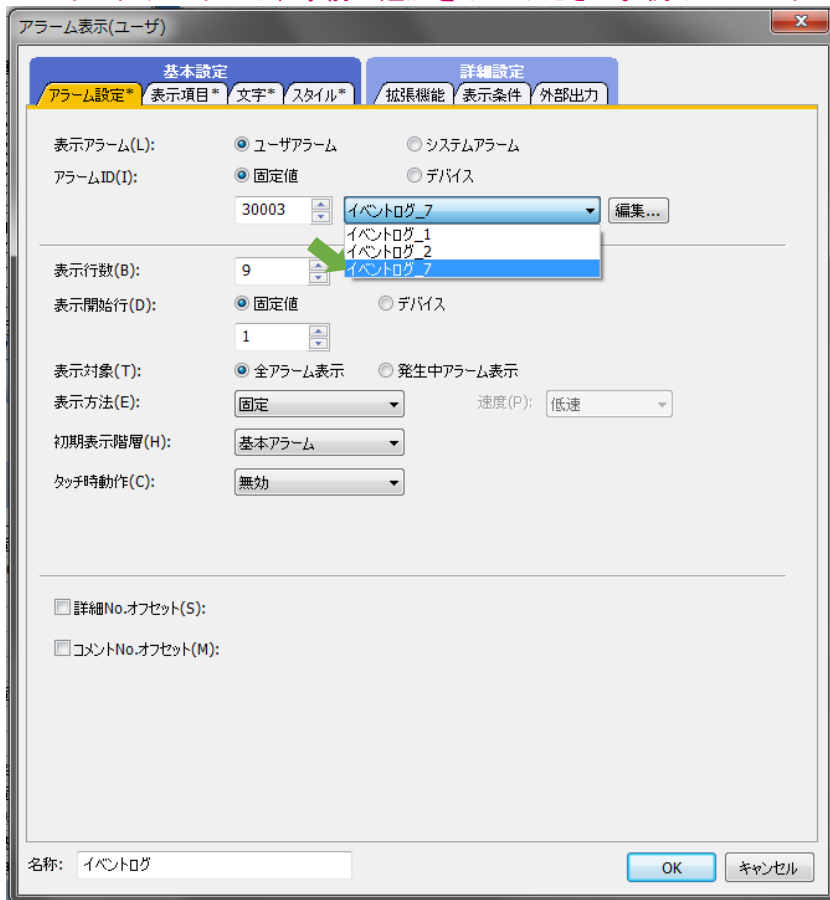 アラーム表示(ユーザ)
基本設定 詳細設定
アラーム設定* 表示項目* 文字* スタイル* 拡張機能 表示条件 外部出力
表示アラーム(L): ユーザアラーム システムアラーム
アラームID(I): 固定値 デバイス
30003 イベントログ_7 編集...
イベントログ_1
イベントログ_2
イベントログ_7
表示行数(B): 9
表示開始行(D): 固定値 デバイス
1
表示対象(T): 全アラーム表示 発生中アラーム表示
表示方法(E): 固定 速度(P): 低速
初期表示階層(H): 基本アラーム
タッチ時動作(C): 無効
詳細No.オフセット(S):
コメントNo.オフセット(M):
名称: イベントログ OK キャンセル